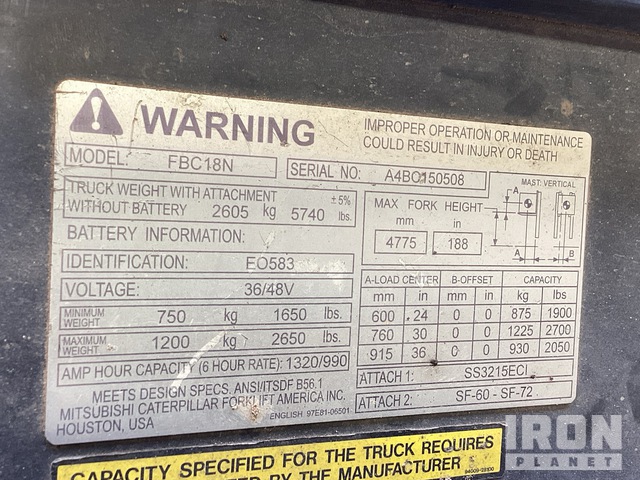 WARNING
IMPROPER OPERATION OR MAINTENANCE
COULD RESULT IN INJURY OR DEATH
MODEL: FBC18N
SERIAL NO: A4BC150508
TRUCK WEIGHT WITH ATTACHMENT ±5%
WITHOUT BATTERY 2605 kg 5740 lbs.
BATTERY INFORMATION:
IDENTIFICATION: EO583
VOLTAGE: 36/48V
MINIMUM WEIGHT 750 kg 1650 lbs.
MAXIMUM WEIGHT 1200 kg 2650 lbs.
AMP HOUR CAPACITY (6 HOUR RATE): 1320/990
MEETS DESIGN SPECS. ANSI/ITSDF B56.1
MITSUBISHI CATERPILLAR FORKLIFT AMERICA INC.
HOUSTON, USA
ENGLISH 97E81-06501
MAX FORK HEIGHT
mm in
4775 188
MAST: VERTICAL
A
A B
A-LOAD CENTER B-OFFSET CAPACITY
mm in mm in kg lbs
600 24 0 0 875 1900
760 30 0 0 1225 2700
915 36 0 0 930 2050
ATTACH 1: SS3215ECI
ATTACH 2: SF-60 - SF-72
CAPACITY SPECIFIED FOR THE TRUCK REQUIRES
BY THE MANUFACTURER
IRON
PLANET